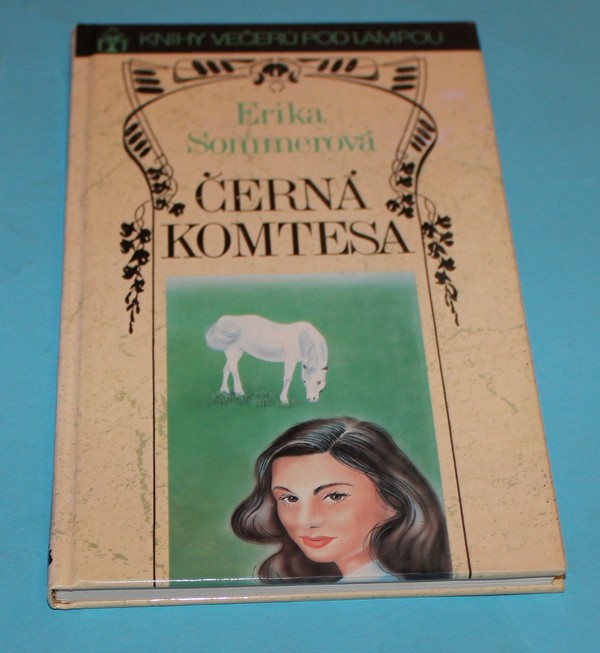 KNIHY VEČERŮ POD LAMPOU
Erika
Sommerová
ČERNÁ
KOMTESA